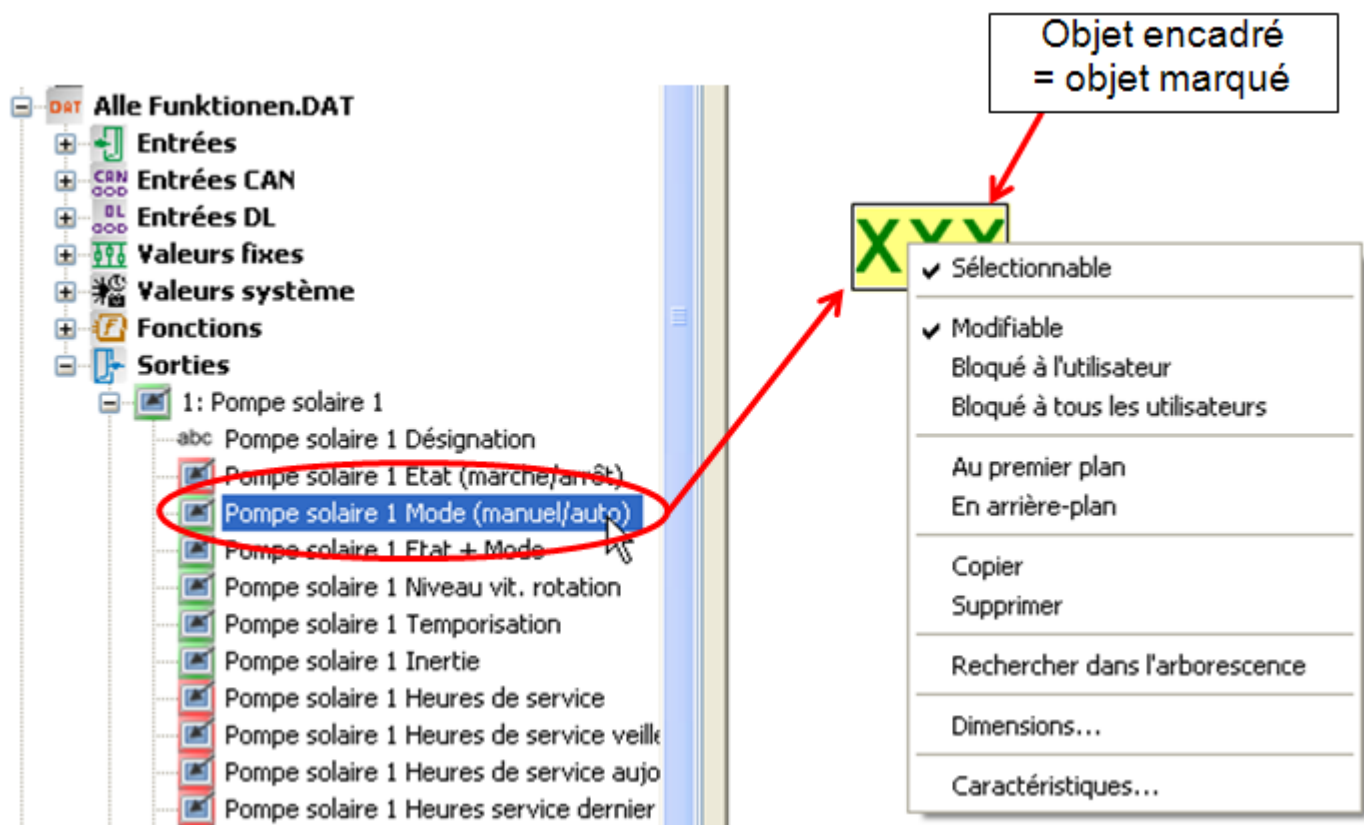 Objet encadré
= objet marqué
DAT Alle Funktionen.DAT
Entrées
CAN Entrées CAN
DL Entrées DL
Valeurs fixes
Valeurs système
F Fonctions
Sorties
1: Pompe solaire 1
abc Pompe solaire 1 Désignation
Pompe solaire 1 Etat (marche/arrêt)
Pompe solaire 1 Mode (manuel/auto)
Pompe solaire 1 Etat + Mode
Pompe solaire 1 Niveau vit. rotation
Pompe solaire 1 Temporisation
Pompe solaire 1 Inertie
Pompe solaire 1 Heures de service
Pompe solaire 1 Heures de service veille
Pompe solaire 1 Heures de service aujo
Pompe solaire 1 Heures service dernier
XXX
Sélectionnable
Modifiable
Bloqué à l'utilisateur
Bloqué à tous les utilisateurs
Au premier plan
En arrière-plan
Copier
Supprimer
Rechercher dans l'arborescence
Dimensions...
Caractéristiques...